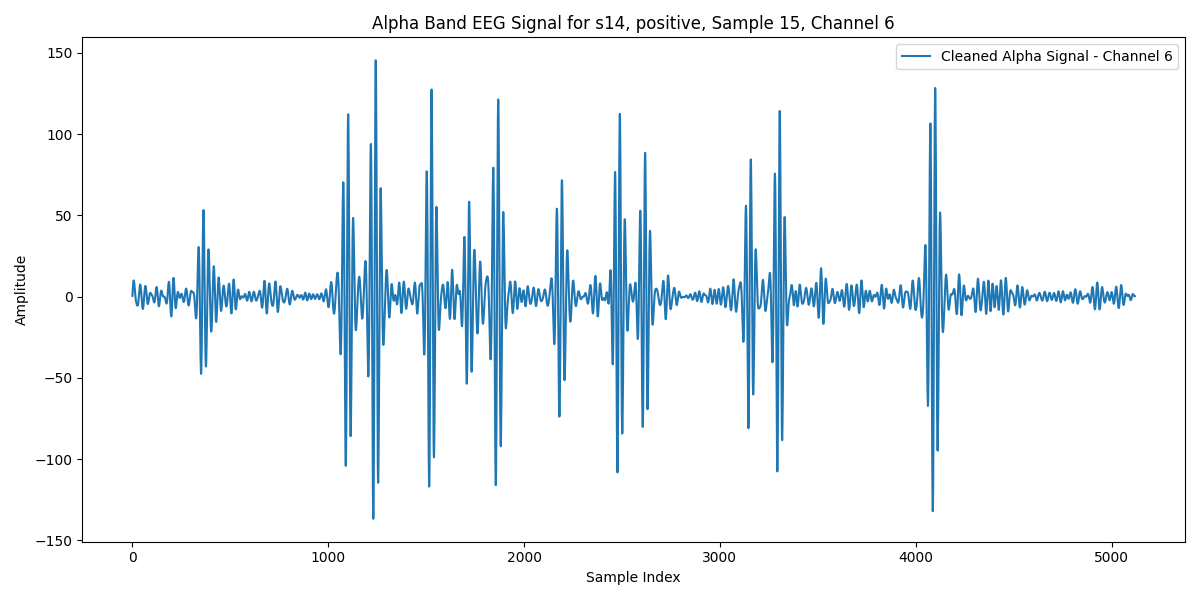 Alpha Band EEG Signal for s14, positive, Sample 15, Channel 6
Cleaned Alpha Signal - Channel 6
Amplitude
150
100
50
0
−50
−100
−150
0 1000 2000 3000 4000 5000
Sample Index